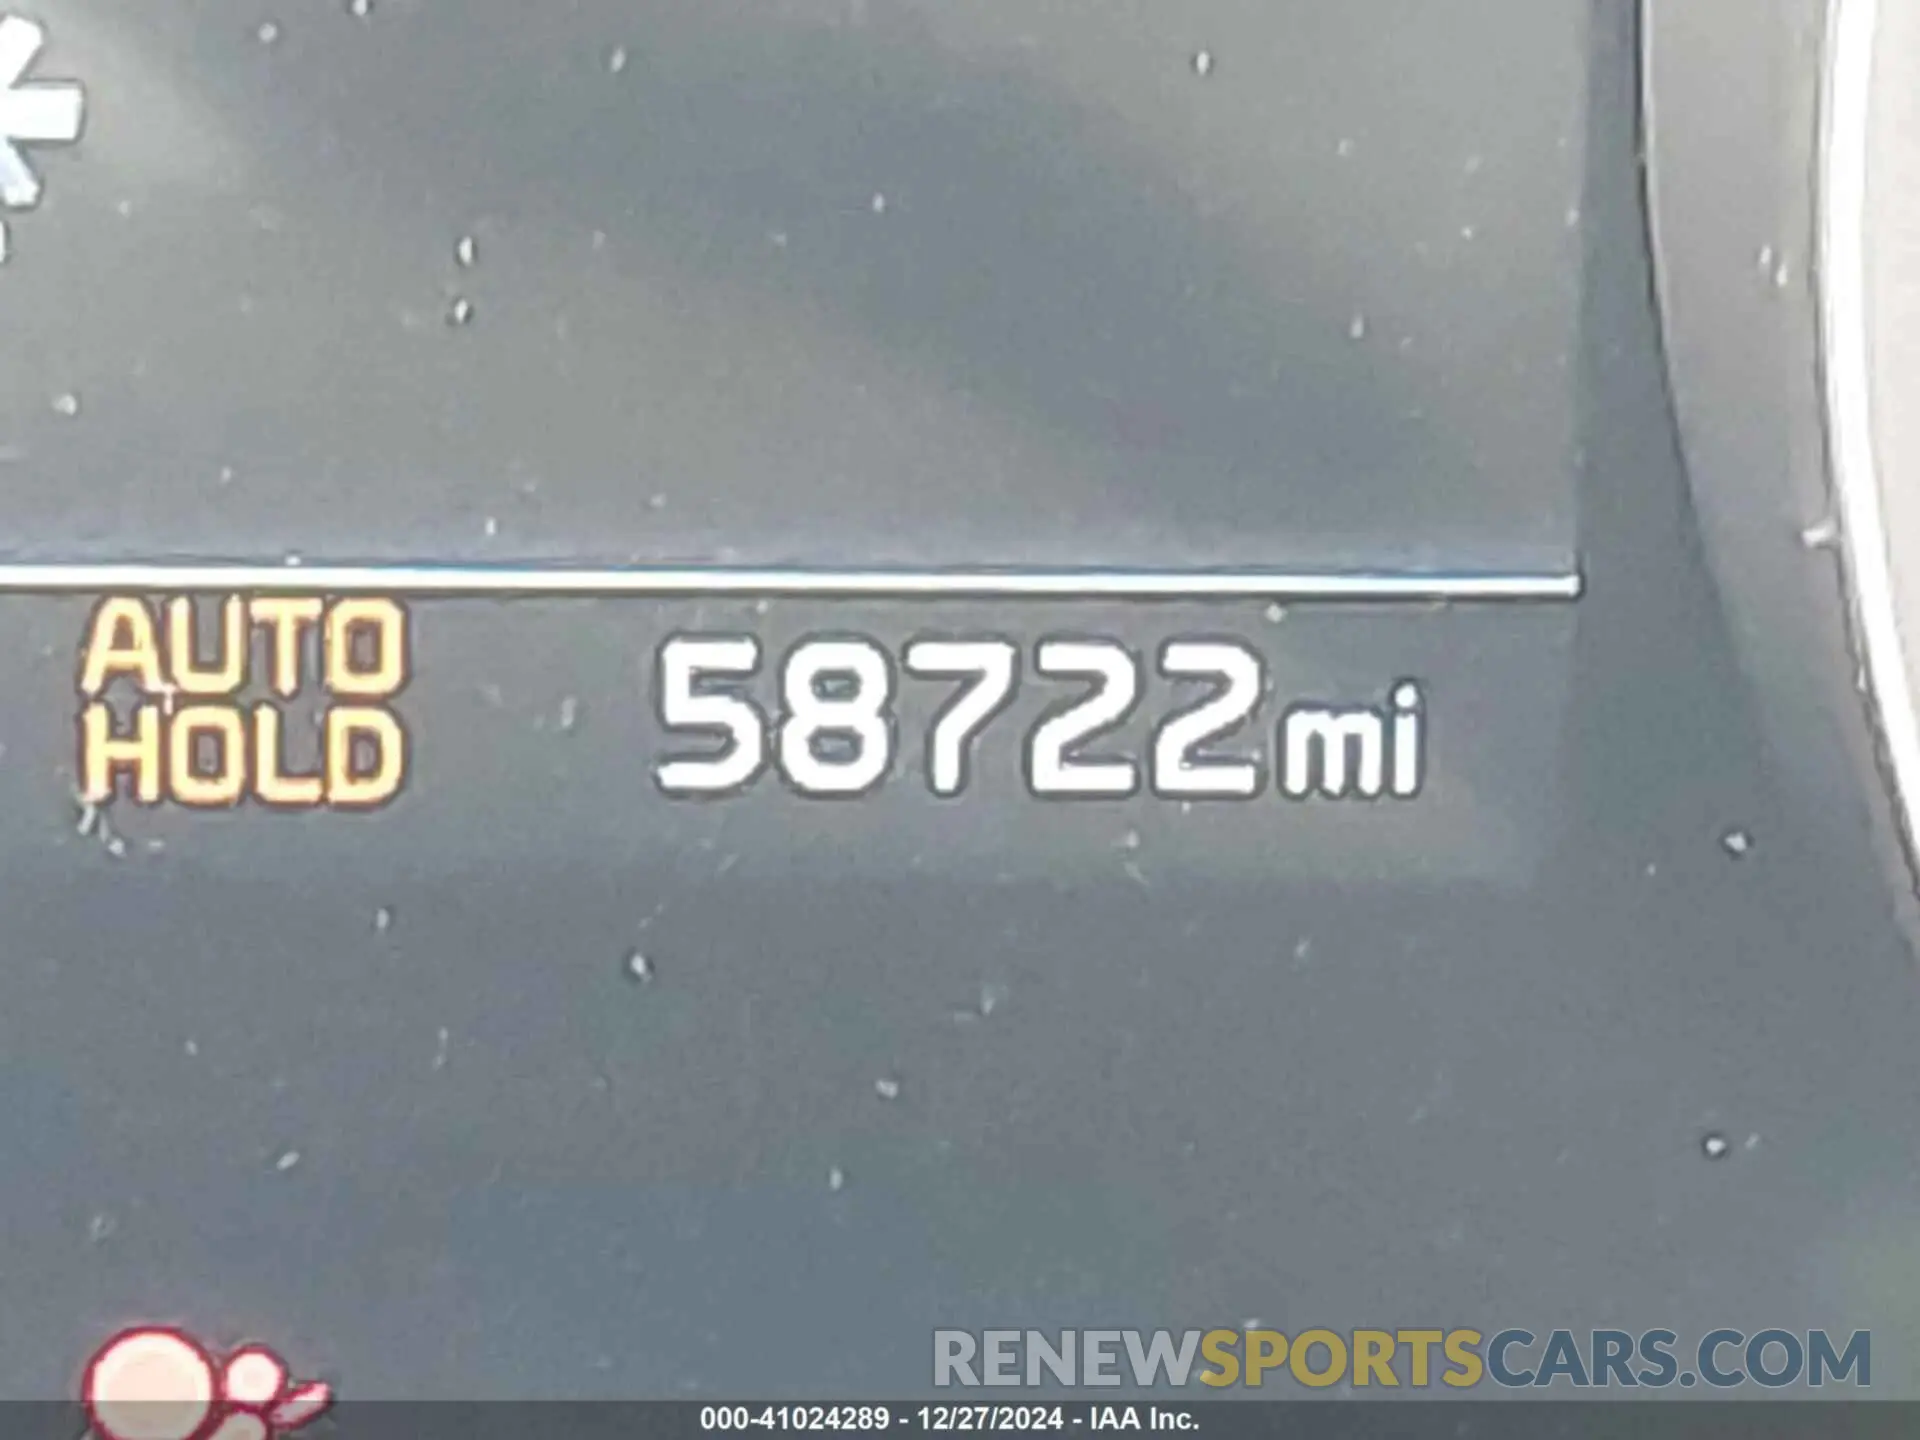 AUTO
HOLD
58722mi
RENEWSPORTSCARS.COM
000-41024289 - 12/27/2024 - IAA Inc.